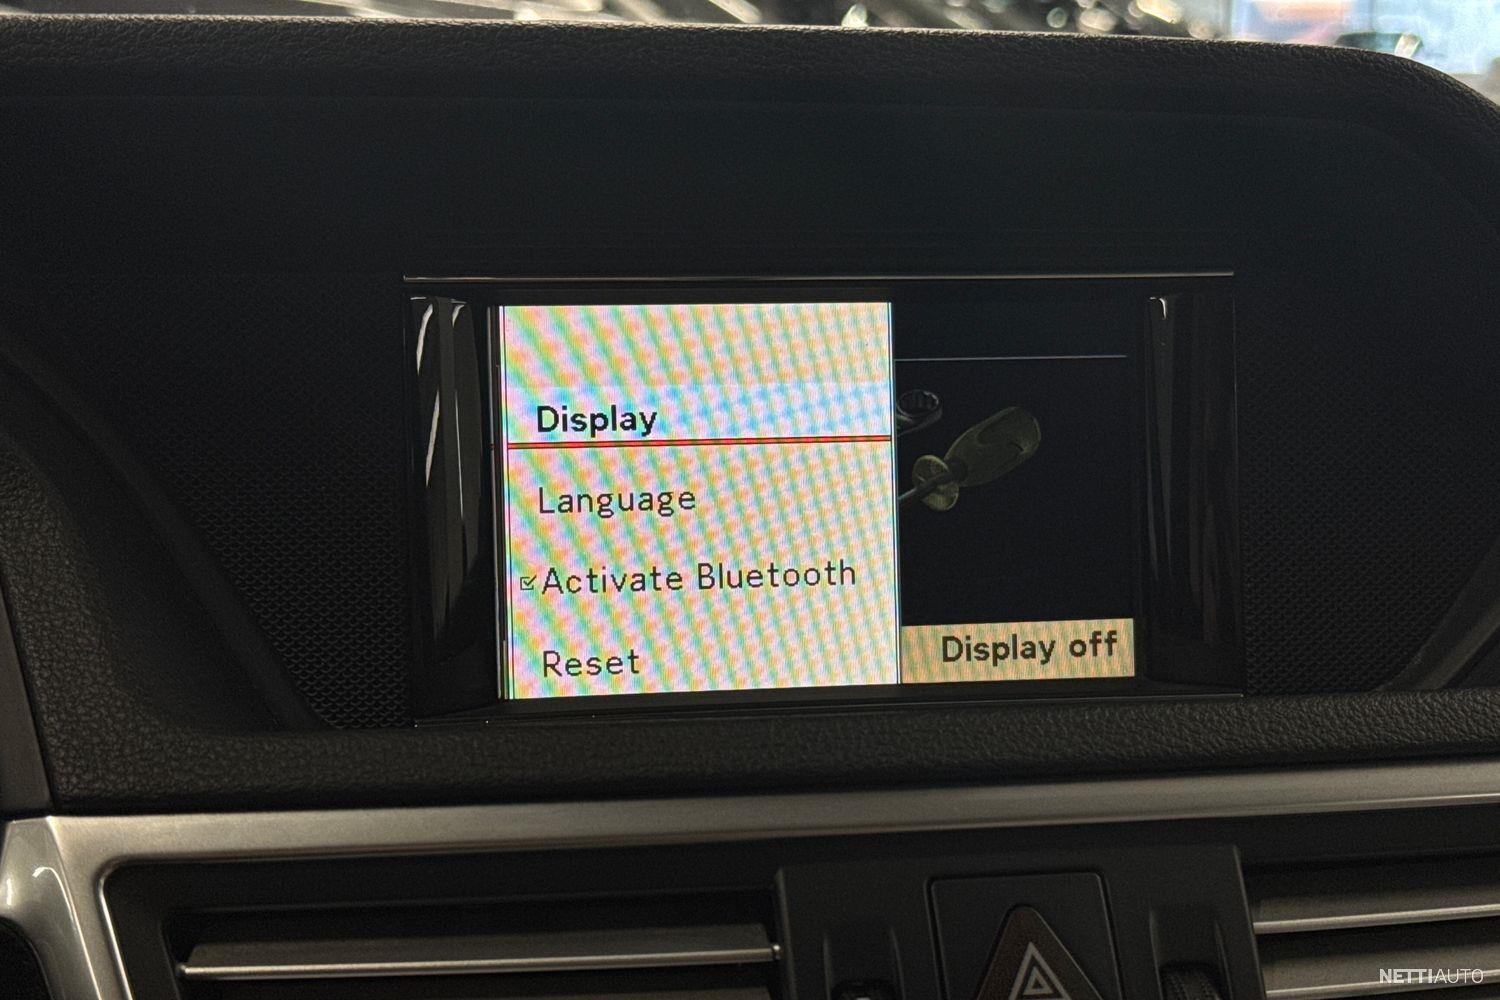 Display
Language
Activate Bluetooth
Reset
Display off
NETTIAUTO